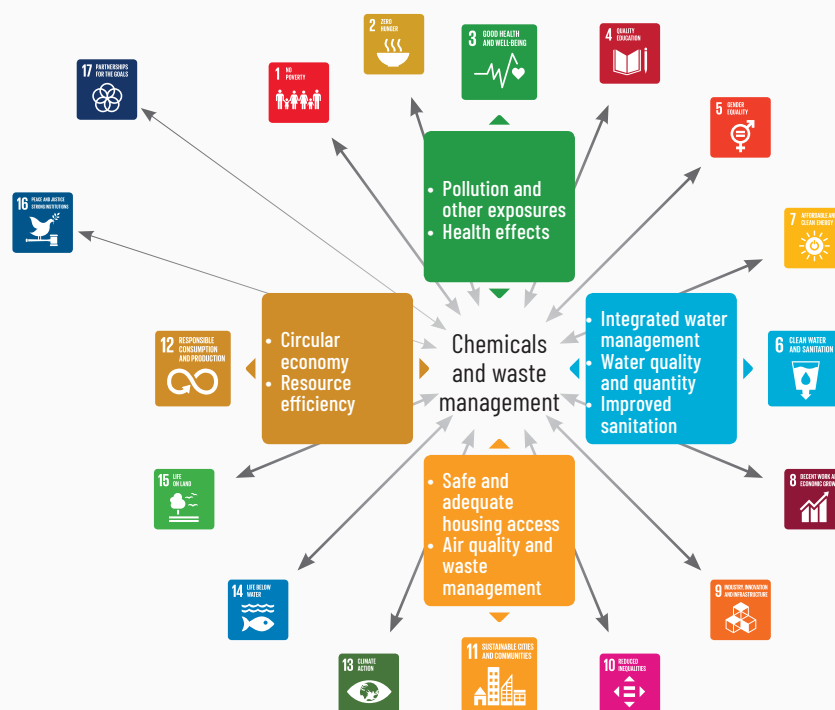 2 ZERO
HUNGER
3 GOOD HEALTH
AND WELL-BEING
4 QUALITY
EDUCATION
17 PARTNERSHIPS
FOR THE GOALS
1 NO
POVERTY
5 GENDER
EQUALITY
16 PEACE AND JUSTICE
STRONG INSTITUTIONS
7 AFFORDABLE AN
CLEAN ENERGY
• Pollution and
other exposures
• Health effects
12 RESPONSIBLE
CONSUMPTION
AND PRODUCTION
• Circular
economy
• Resource
efficiency
Chemicals
and waste
management
• Integrated water
management
• Water quality
and quantity
• Improved
sanitation
6 CLEAN WATER
AND SANITATION
15 LIFE
ON LAND
• Safe and
adequate
housing access
• Air quality and
waste
management
8 DECENT WORK A
ECONOMIC GROW
14 LIFE BELOW
WATER
9 INDUSTRY, INNOVATION
AND INFRASTRUCTURE
13 CLIMATE
ACTION
11 SUSTAINABLE CITIES
AND COMMUNITIES
10 REDUCED
INEQUALITIES